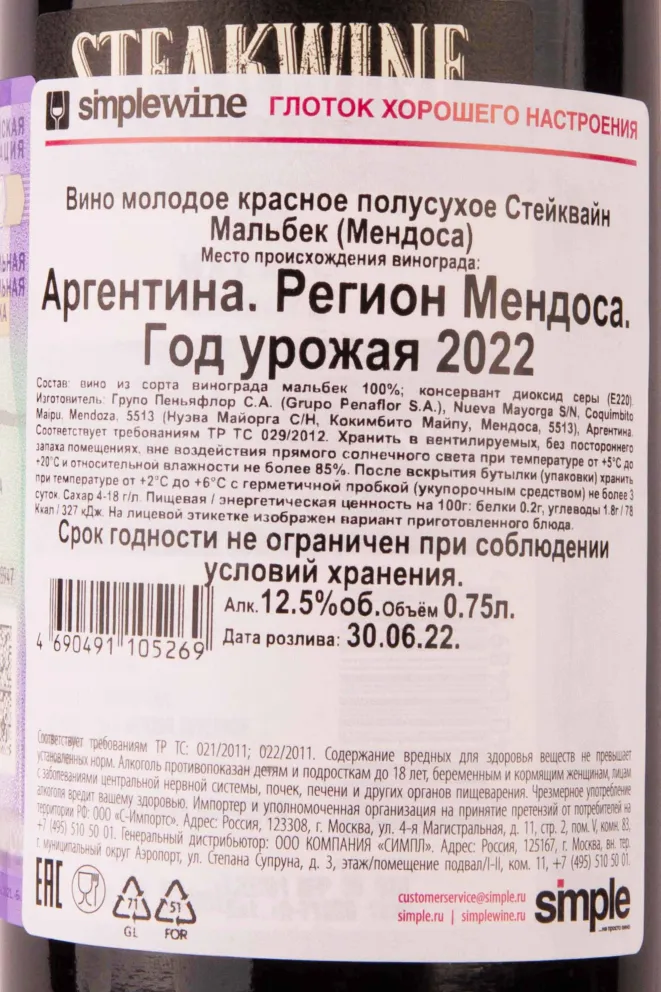 STEAKWINE
simplewine ГЛОТОК ХОРОШЕГО НАСТРОЕНИЯ
Вино молодое красное полусухое Стейквайн
Мальбек (Мендоса)
Место происхождения винограда:
Аргентина. Регион Мендоса.
Год урожая 2022
Состав: вино из сорта винограда мальбек 100%; консервант диоксид серы (E220).
Изготовитель: Групо Пеньяфлор С.А. (Grupo Penaflor S.A.), Nueva Mayorga S/N, Coquimbito
Maipu, Mendoza, 5513 (Нуэва Майорга С/Н, Кокимбито Майпу, Мендоса, 5513), Аргентина.
Соответствует требованиям ТР ТС 029/2012. Хранить в вентилируемых, без постороннего
запаха помещениях, вне воздействия прямого солнечного света при температуре от +5°С до
+20°С и относительной влажности не более 85%. После вскрытия бутылки (упаковки) хранить
при температуре от +2°С до +6°С с герметичной пробкой (укупорочным средством) не более 3
суток. Сахар 4-18 г/л. Пищевая / энергетическая ценность на 100г: белки 0.2г, углеводы 1.8г / 78
Ккал / 327 кДж. На лицевой этикетке изображен вариант приготовленного блюда.
Срок годности не ограничен при соблюдении
условий хранения.
Алк. 12.5%об. Объём 0.75л.
Дата розлива: 30.06.22.
4 690491 105269
Соответствует требованиям ТР ТС: 021/2011; 022/2011. Содержание вредных для здоровья веществ не превышает
установленных норм. Алкоголь противопоказан детям и подросткам до 18 лет, беременным и кормящим женщинам, лицам
с заболеваниями центральной нервной системы, почек, печени и других органов пищеварения. Чрезмерное употребление
алкоголя вредит вашему здоровью. Импортер и уполномоченная организация на принятие претензий от потребителей на
территории РФ: ООО «С-Импортс». Адрес: Россия, 123308, г. Москва, ул. 4-я Магистральная, д. 11, стр. 2, пом. V, комн. 83,
+7 (495) 510 50 01. Генеральный дистрибьютор: ООО КОМПАНИЯ «СИМПЛ». Адрес: Россия, 125167, г. Москва, вн. тер.
г. муниципальный округ Аэропорт, ул. Степана Супруна, д. 3, этаж/помещение подвал/I-II, комн. 11, +7 (495) 510 50 01.
EAC
71
GL
51
FOR
customerservice@simple.ru
simple.ru | simplewine.ru
simple
...не просто вино